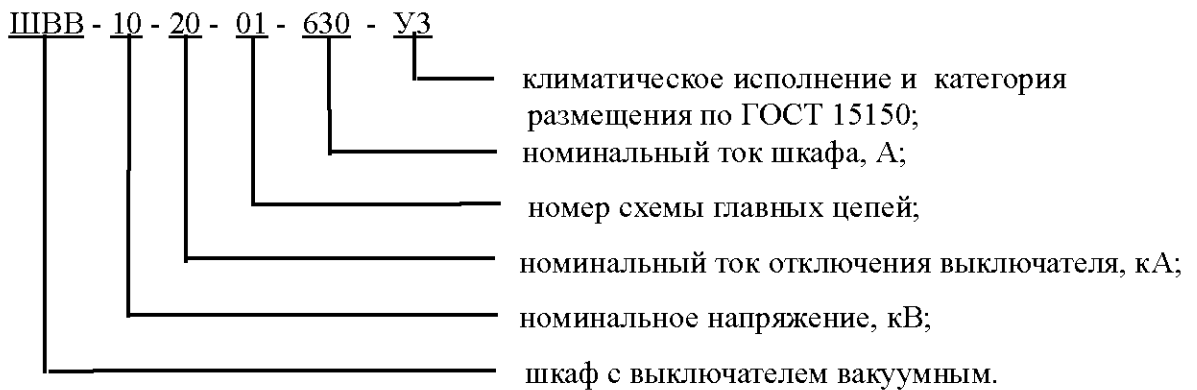 ШВВ - 10 - 20 - 01 - 630 - У3
климатическое исполнение и категория
размещения по ГОСТ 15150;
номинальный ток шкафа, А;
номер схемы главных цепей;
номинальный ток отключения выключателя, кА;
номинальное напряжение, кВ;
шкаф с выключателем вакуумным.